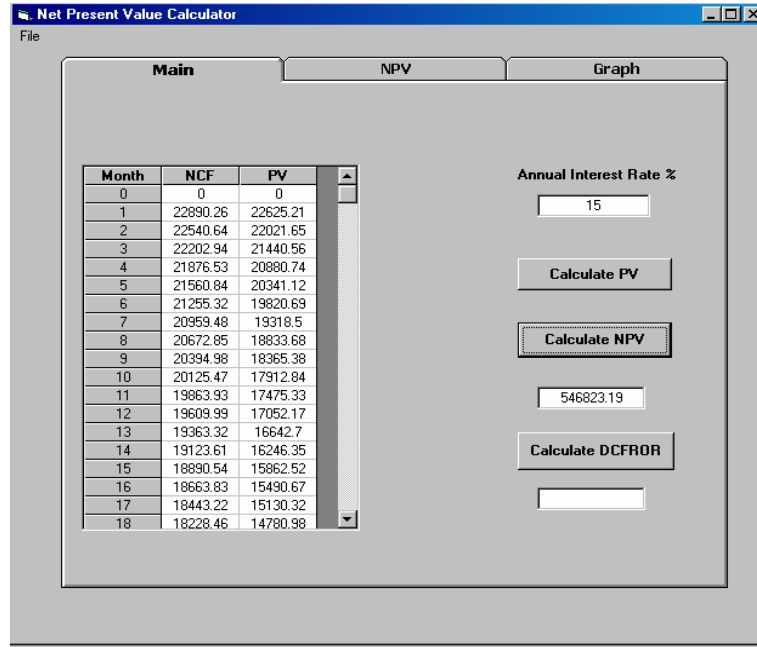 Net Present Value Calculator
File
Main NPV Graph
Month NCF PV
0 0 0
1 22890.26 22625.21
2 22540.64 22021.65
3 22202.94 21440.56
4 21876.53 20880.74
5 21560.84 20341.12
6 21255.32 19820.69
7 20959.48 19318.5
8 20672.85 18833.68
9 20394.98 18365.38
10 20125.47 17912.84
11 19863.93 17475.33
12 19609.99 17052.17
13 19363.32 16642.7
14 19123.61 16246.35
15 18890.54 15862.52
16 18663.83 15490.67
17 18443.22 15130.32
18 18228.46 14780.98
Annual Interest Rate %
15
Calculate PV
Calculate NPV
546823.19
Calculate DCFROR